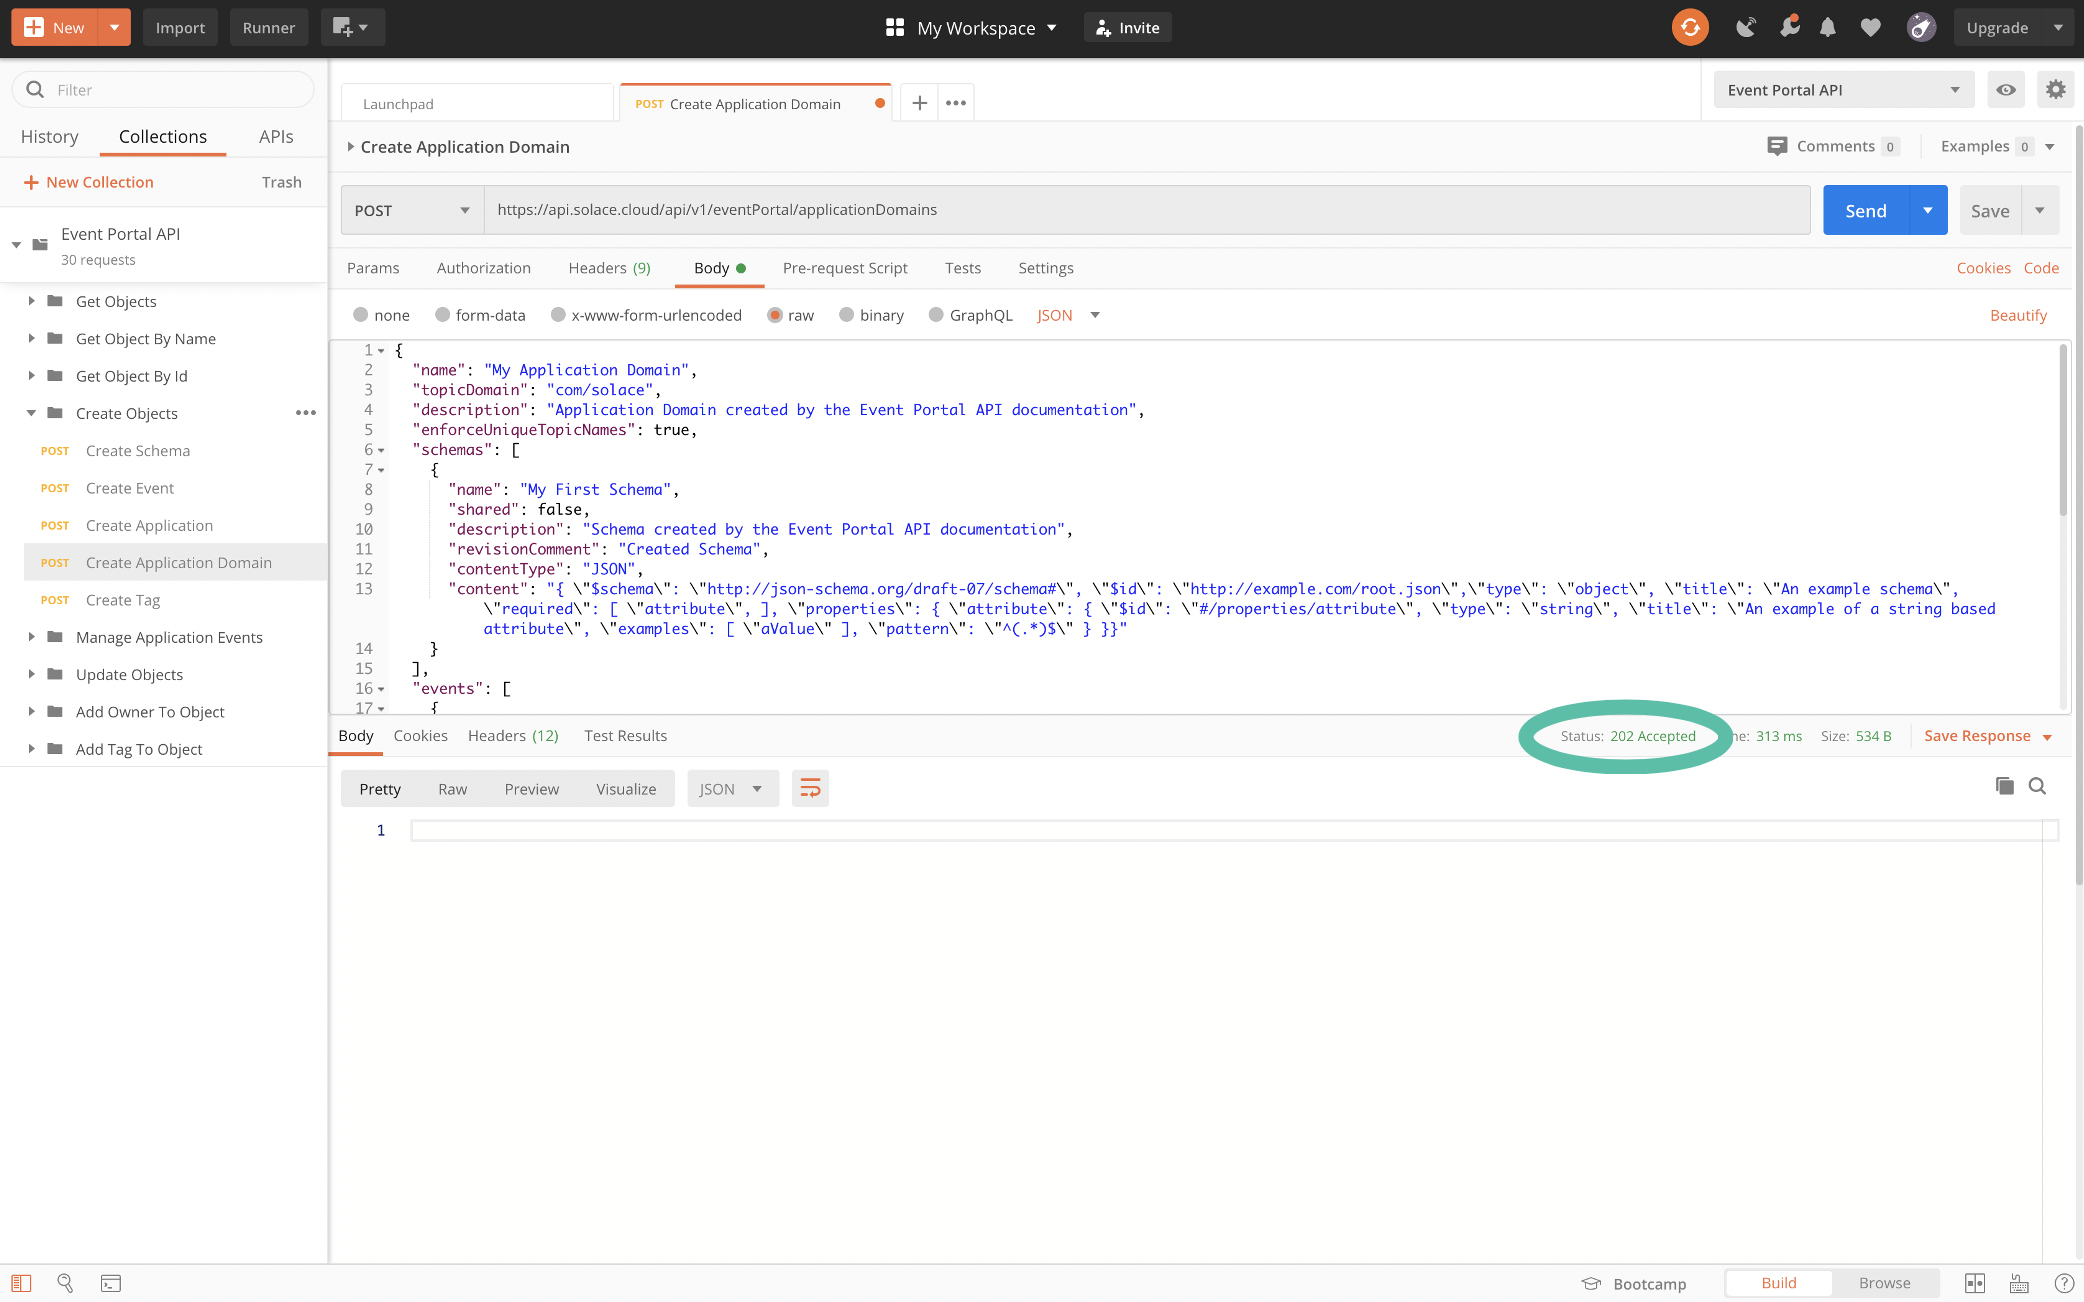 New
Import
Runner
My Workspace
Invite
Upgrade
Filter
History
Collections
APIs
New Collection
Trash
Event Portal API
30 requests
Get Objects
Get Object By Name
Get Object By Id
Create Objects
POST Create Schema
POST Create Event
POST Create Application
POST Create Application Domain
POST Create Tag
Manage Application Events
Update Objects
Add Owner To Object
Add Tag To Object
Launchpad
POST Create Application Domain
Event Portal API
Create Application Domain
Comments 0
Examples 0
POST
https://api.solace.cloud/api/v1/eventPortal/applicationDomains
Send
Save
Params
Authorization
Headers (9)
Body
Pre-request Script
Tests
Settings
Cookies
Code
none
form-data
x-www-form-urlencoded
raw
binary
GraphQL
JSON
Beautify
1 {
2 "name": "My Application Domain",
3 "topicDomain": "com/solace",
4 "description": "Application Domain created by the Event Portal API documentation",
5 "enforceUniqueTopicNames": true,
6 "schemas": [
7 {
8 "name": "My First Schema",
9 "shared": false,
10 "description": "Schema created by the Event Portal API documentation",
11 "revisionComment": "Created Schema",
12 "contentType": "JSON",
13 "content": "{ \"$schema\": \"http://json-schema.org/draft-07/schema#\", \"$id\": \"http://example.com/root.json\",\"type\": \"object\", \"title\": \"An example schema\",
\"required\": [ \"attribute\", ], \"properties\": { \"attribute\": { \"$id\": \"#/properties/attribute\", \"type\": \"string\", \"title\": \"An example of a string based
attribute\", \"examples\": [ \"aValue\" ], \"pattern\": \"^(.*)$\" } }}"
14 }
15 ],
16 "events": [
17 {
Body
Cookies
Headers (12)
Test Results
Status: 202 Accepted
ne: 313 ms
Size: 534 B
Save Response
Pretty
Raw
Preview
Visualize
JSON
1
Bootcamp
Build
Browse